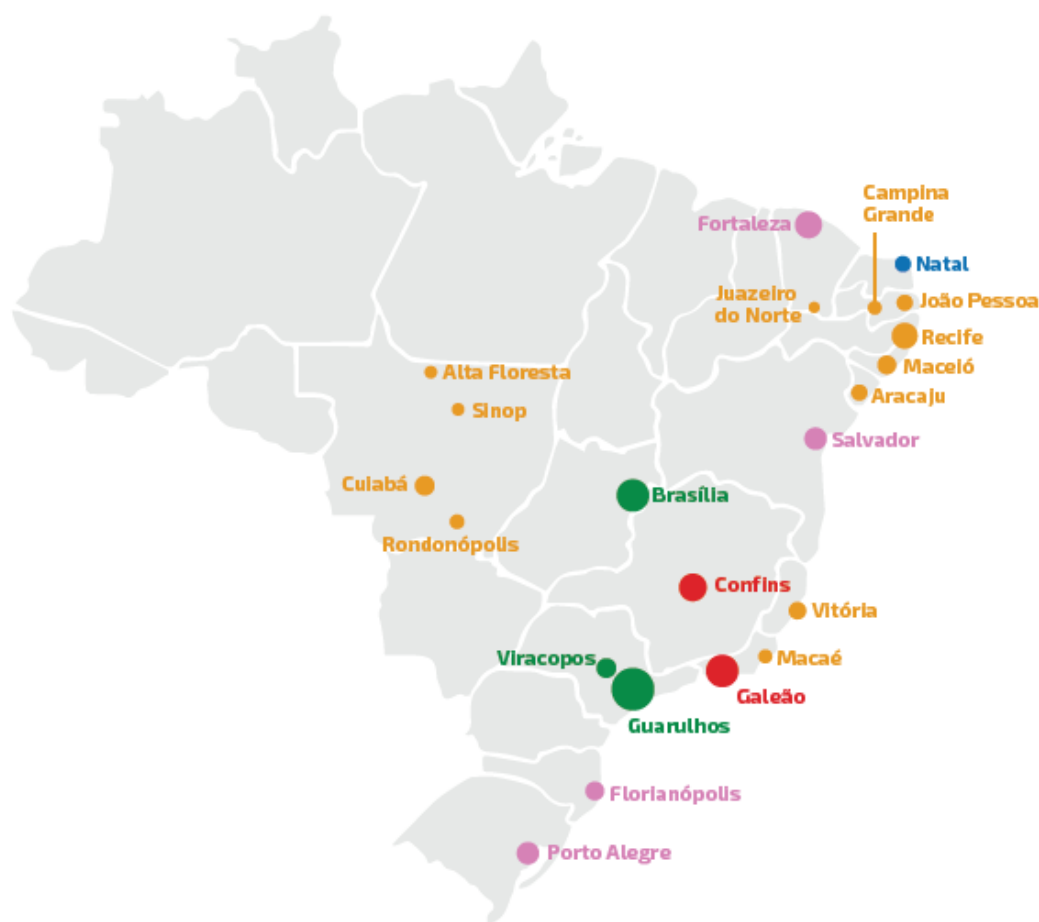 Campina
Grande
Fortaleza
Natal
Juazeiro
do Norte
João Pessoa
Recife
Maceió
Alta Floresta
Aracaju
Sinop
Salvador
Cuiabá
Brasília
Rondonópolis
Confins
Vitória
Viracopos
Macaé
Galeão
Guarulhos
Florianópolis
Porto Alegre